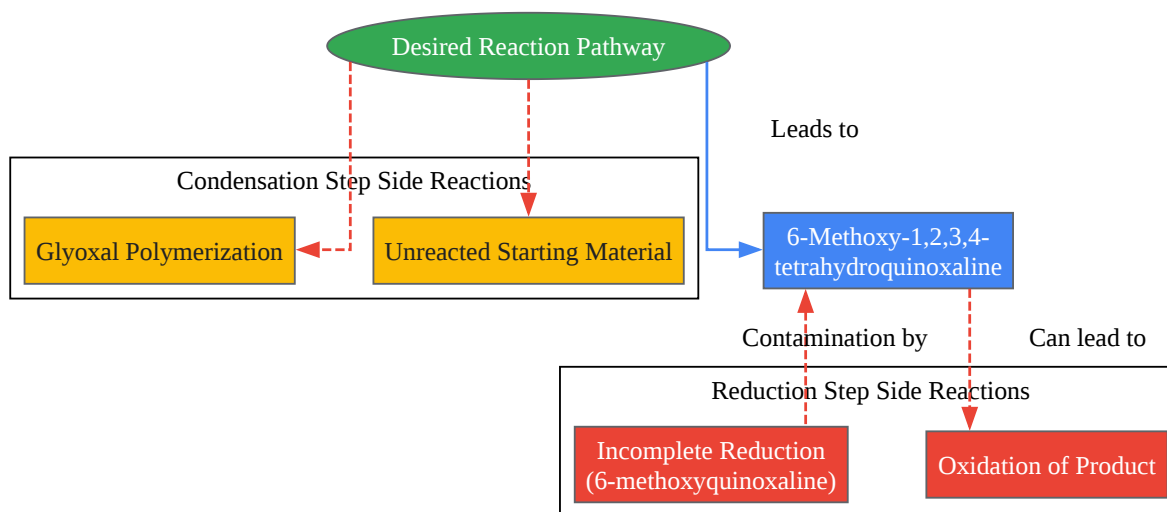 Desired Reaction Pathway
Leads to
Condensation Step Side Reactions
Glyoxal Polymerization
Unreacted Starting Material
6-Methoxy-1,2,3,4-
tetrahydroquinoxaline
Contamination by
Can lead to
Reduction Step Side Reactions
Incomplete Reduction
(6-methoxyquinoxaline)
Oxidation of Product